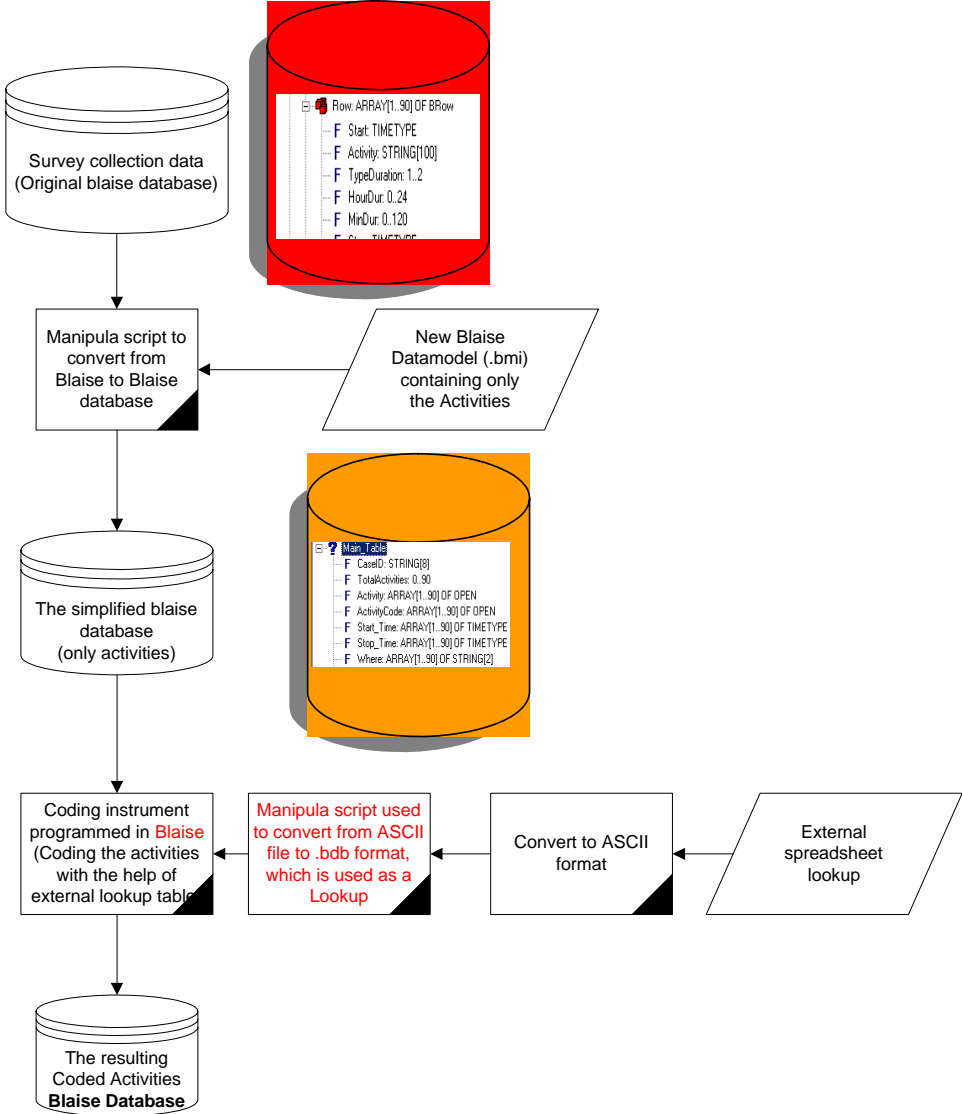 Row: ARRAY[1..90] OF BRow
F Start: TIMETYPE
F Activity: STRING[100]
F TypeDuration: 1..2
F HourDur: 0..24
F MinDur: 0..120
Survey collection data
(Original blaise database)
Manipula script to
convert from
Blaise to Blaise
database
New Blaise
Datamodel (.bmi)
containing only
the Activities
? Main_Table
F CaseID: STRING[8]
F TotalActivities: 0..90
F Activity: ARRAY[1..90] OF OPEN
F ActivityCode: ARRAY[1..90] OF OPEN
F Start_Time: ARRAY[1..90] OF TIMETYPE
F Stop_Time: ARRAY[1..90] OF TIMETYPE
F Where: ARRAY[1..90] OF STRING[2]
The simplified blaise
database
(only activities)
Coding instrument
programmed in Blaise
(Coding the activities
with the help of
external lookup table
Manipula script used
to convert from ASCII
file to .bdb format,
which is used as a
Lookup
Convert to ASCII
format
External
spreadsheet
lookup
The resulting
Coded Activities
Blaise Database